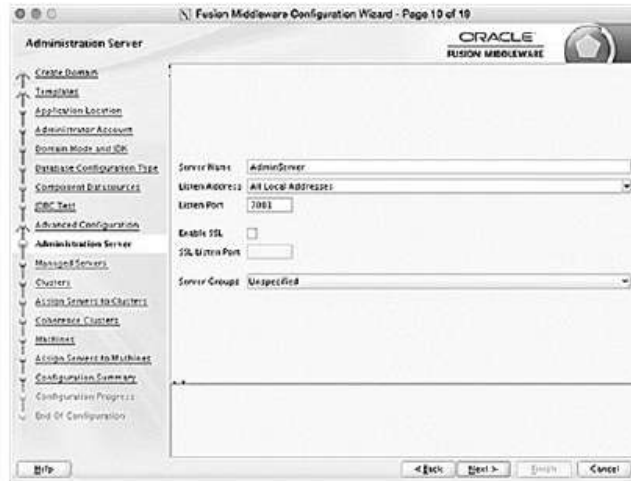 Fusion Middleware Configuration Wizard - Page 10 of 19
Administration Server
ORACLE
FUSION MIDDLEWARE
Create Domain
Templates
Application Location
Administrator Account
Domain Mode and JDK
Database Configuration Type
Component Datasources
JDBC Test
Advanced Configuration
Administration Server
Managed Servers
Clusters
Assign Servers to Clusters
Coherence Clusters
Machines
Assign Servers to Machines
Configuration Summary
Configuration Progress
End Of Configuration
Server Name AdminServer
Listen Address All Local Addresses
Listen Port 7001
Enable SSL
SSL Listen Port
Server Groups Unspecified
Help
< Back
Next >
Finish
Cancel